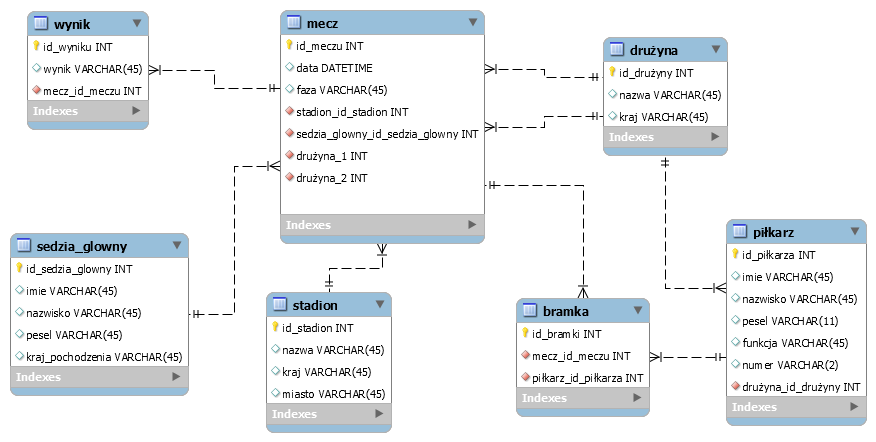 wynik
id_wyniku INT
wynik VARCHAR(45)
mecz_id_meczu INT
Indexes
mecz
id_meczu INT
data DATETIME
faza VARCHAR(45)
stadion_id_stadion INT
sedzia_glowny_id_sedzia_glowny INT
drużyna_1 INT
drużyna_2 INT
Indexes
drużyna
id_drużyny INT
nazwa VARCHAR(45)
kraj VARCHAR(45)
Indexes
sedzia_glowny
id_sedzia_glowny INT
imie VARCHAR(45)
nazwisko VARCHAR(45)
pesel VARCHAR(45)
kraj_pochodzenia VARCHAR(45)
Indexes
stadion
id_stadion INT
nazwa VARCHAR(45)
kraj VARCHAR(45)
miasto VARCHAR(45)
Indexes
bramka
id_bramki INT
mecz_id_meczu INT
piłkarz_id_piłkarza INT
Indexes
piłkarz
id_piłkarza INT
imie VARCHAR(45)
nazwisko VARCHAR(45)
pesel VARCHAR(11)
funkcja VARCHAR(45)
numer VARCHAR(2)
drużyna_id_drużyny INT
Indexes